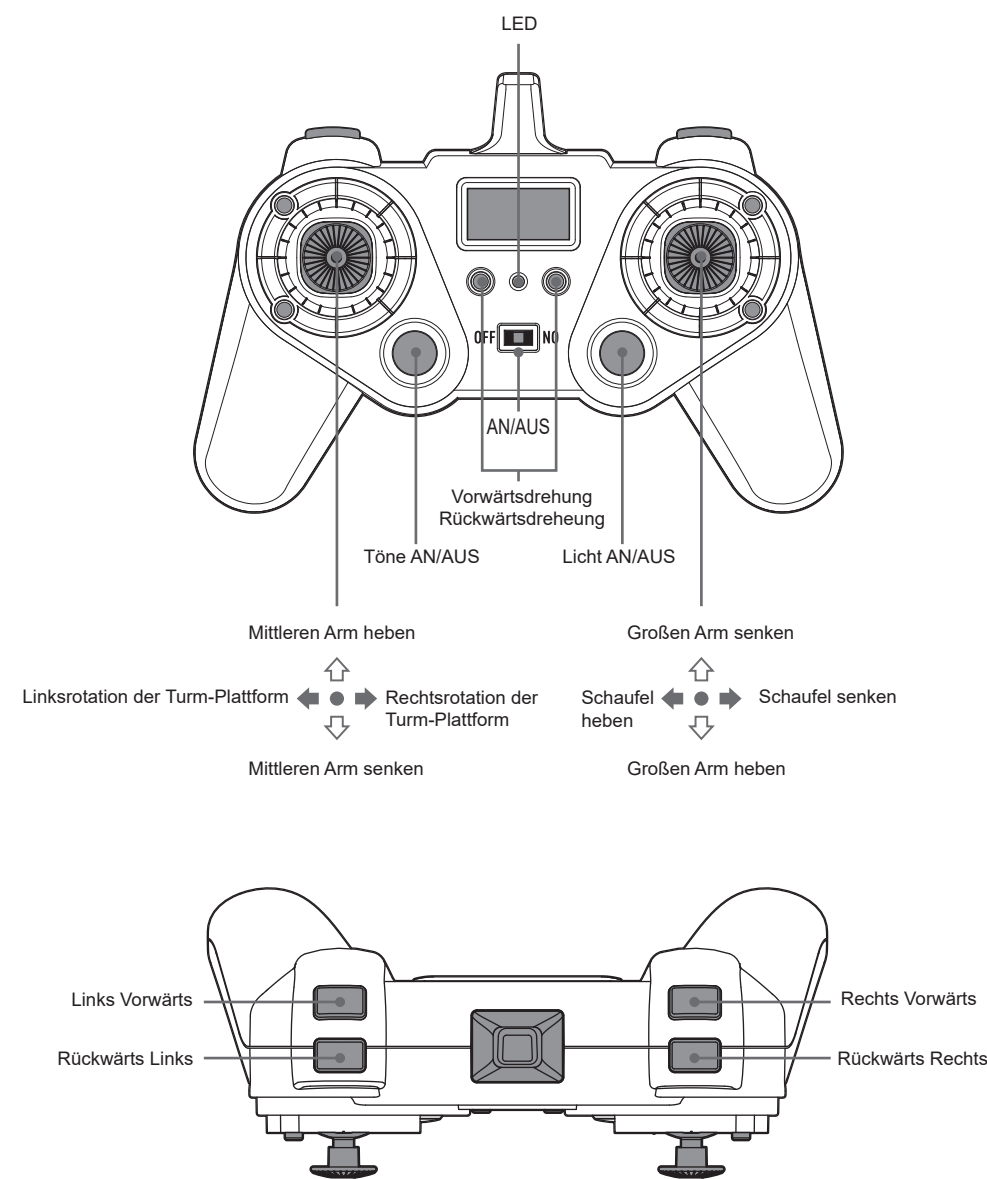 LED
OFF
NO
AN/AUS
Vorwärtsdrehung
Rückwärtsdreheung
Töne AN/AUS
Licht AN/AUS
Mittleren Arm heben
Linksrotation der Turm-Plattform
Rechtsrotation der
Turm-Plattform
Mittleren Arm senken
Großen Arm senken
Schaufel
heben
Schaufel senken
Großen Arm heben
Links Vorwärts
Rechts Vorwärts
Rückwärts Links
Rückwärts Rechts